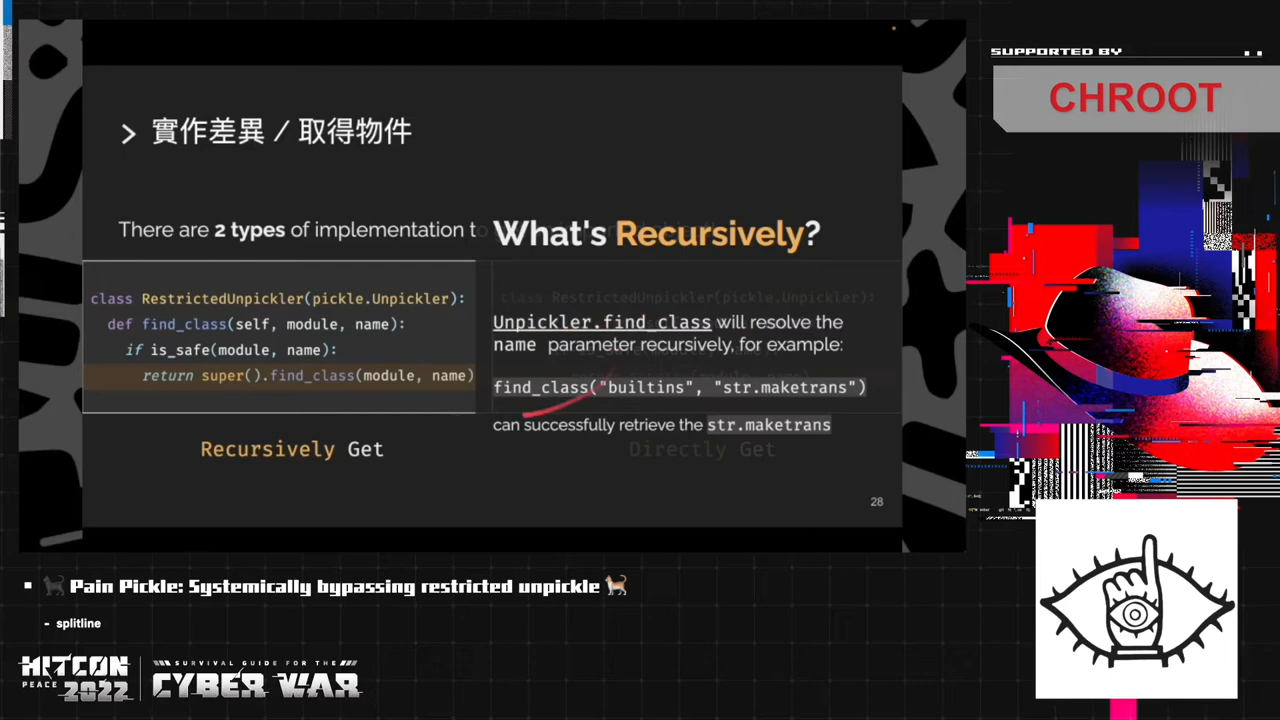 SUPPORTED BY
CHROOT
> 實作差異 / 取得物件
There are 2 types of implementation t
What's Recursively?
class RestrictedUnpickler(pickle.Unpickler):
def find_class(self, module, name):
if is_safe(module, name):
return super().find_class(module, name)
class RestrictedUnpickler(pickle.Unpickler):
Unpickler.find_class will resolve the
name parameter recursively, for example:
find_class("builtins", "str.maketrans")
can successfully retrieve the str.maketrans
Recursively Get
Directly Get
28
Pain Pickle: Systemically bypassing restricted unpickle
- splitline
HITCON
PEACE 2022
SURVIVAL GUIDE FOR THE
CYBER WAR